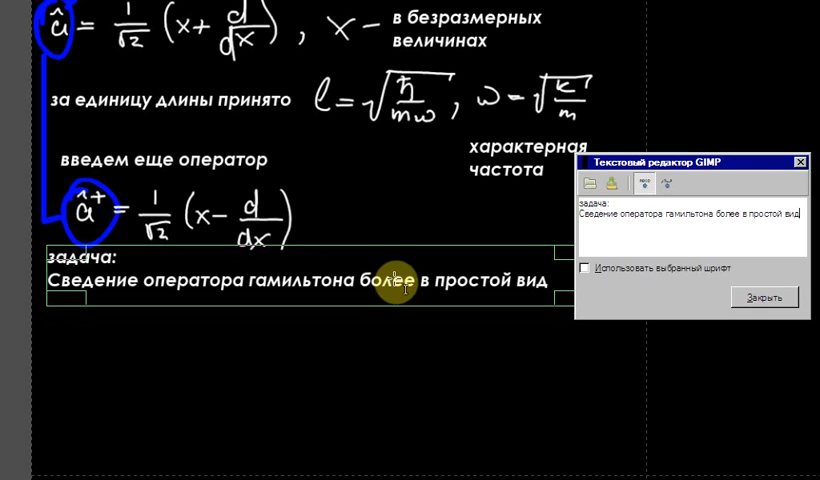 â = 1/√2 (x + d/dx), x — в безразмерных
величинах
за единицу длины принято l = √(ħ/mω), ω = √(k/m)
характерная
частота
введем еще оператор
â⁺ = 1/√2 (x − d/dx)
задача:
Сведение оператора гамильтона более в простой вид
Текстовый редактор GIMP
задача:
Сведение оператора гамильтона более в простой вид
Использовать выбранный шрифт
Закрыть